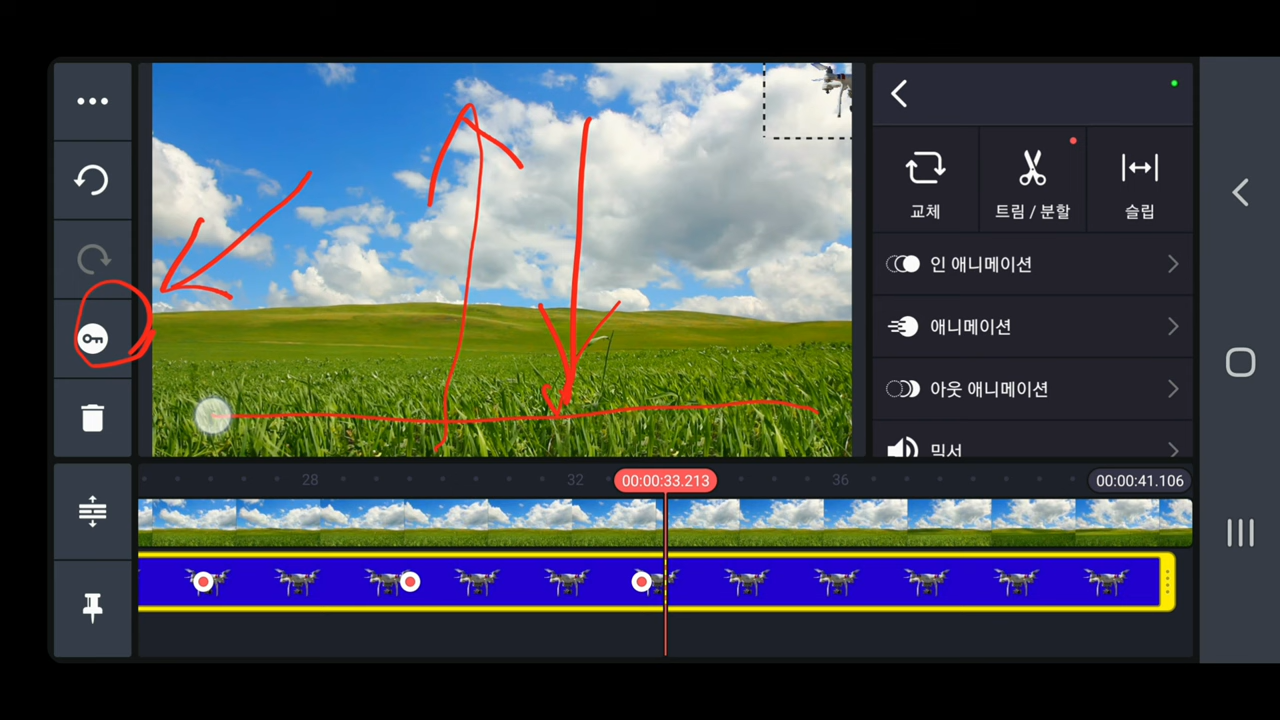 교체
트림 / 분할
슬립
인 애니메이션
애니메이션
아웃 애니메이션
믹서
28
32
00:00:33.213
36
00:00:41.106